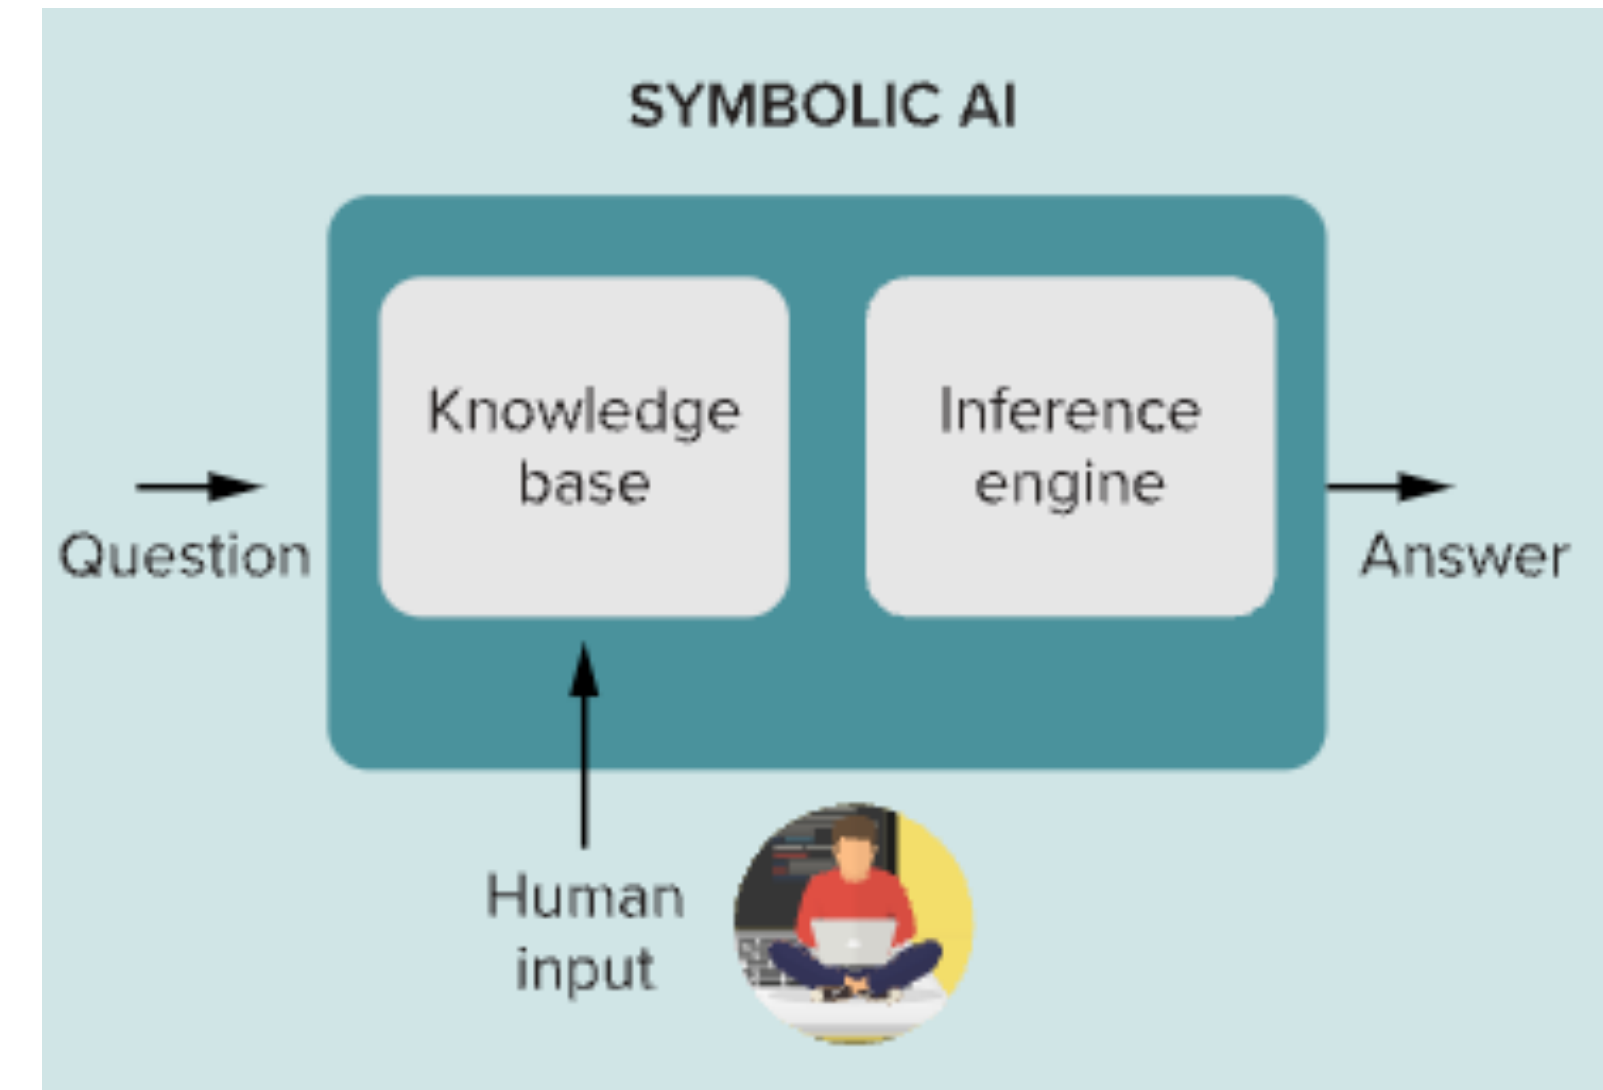 SYMBOLIC AI
Knowledge
base
Inference
engine
Question
Answer
Human
input